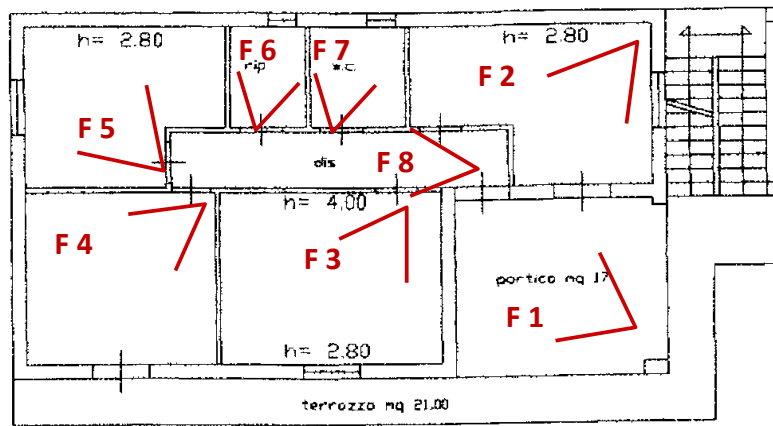 h= 2.80
F 6
F 7
h= 2.80
rip
w.c.
F 2
F 5
dis
F 8
h= 4.00
F 4
F 3
portico mq 17
F 1
h= 2.80
terrazzo mq 21.00